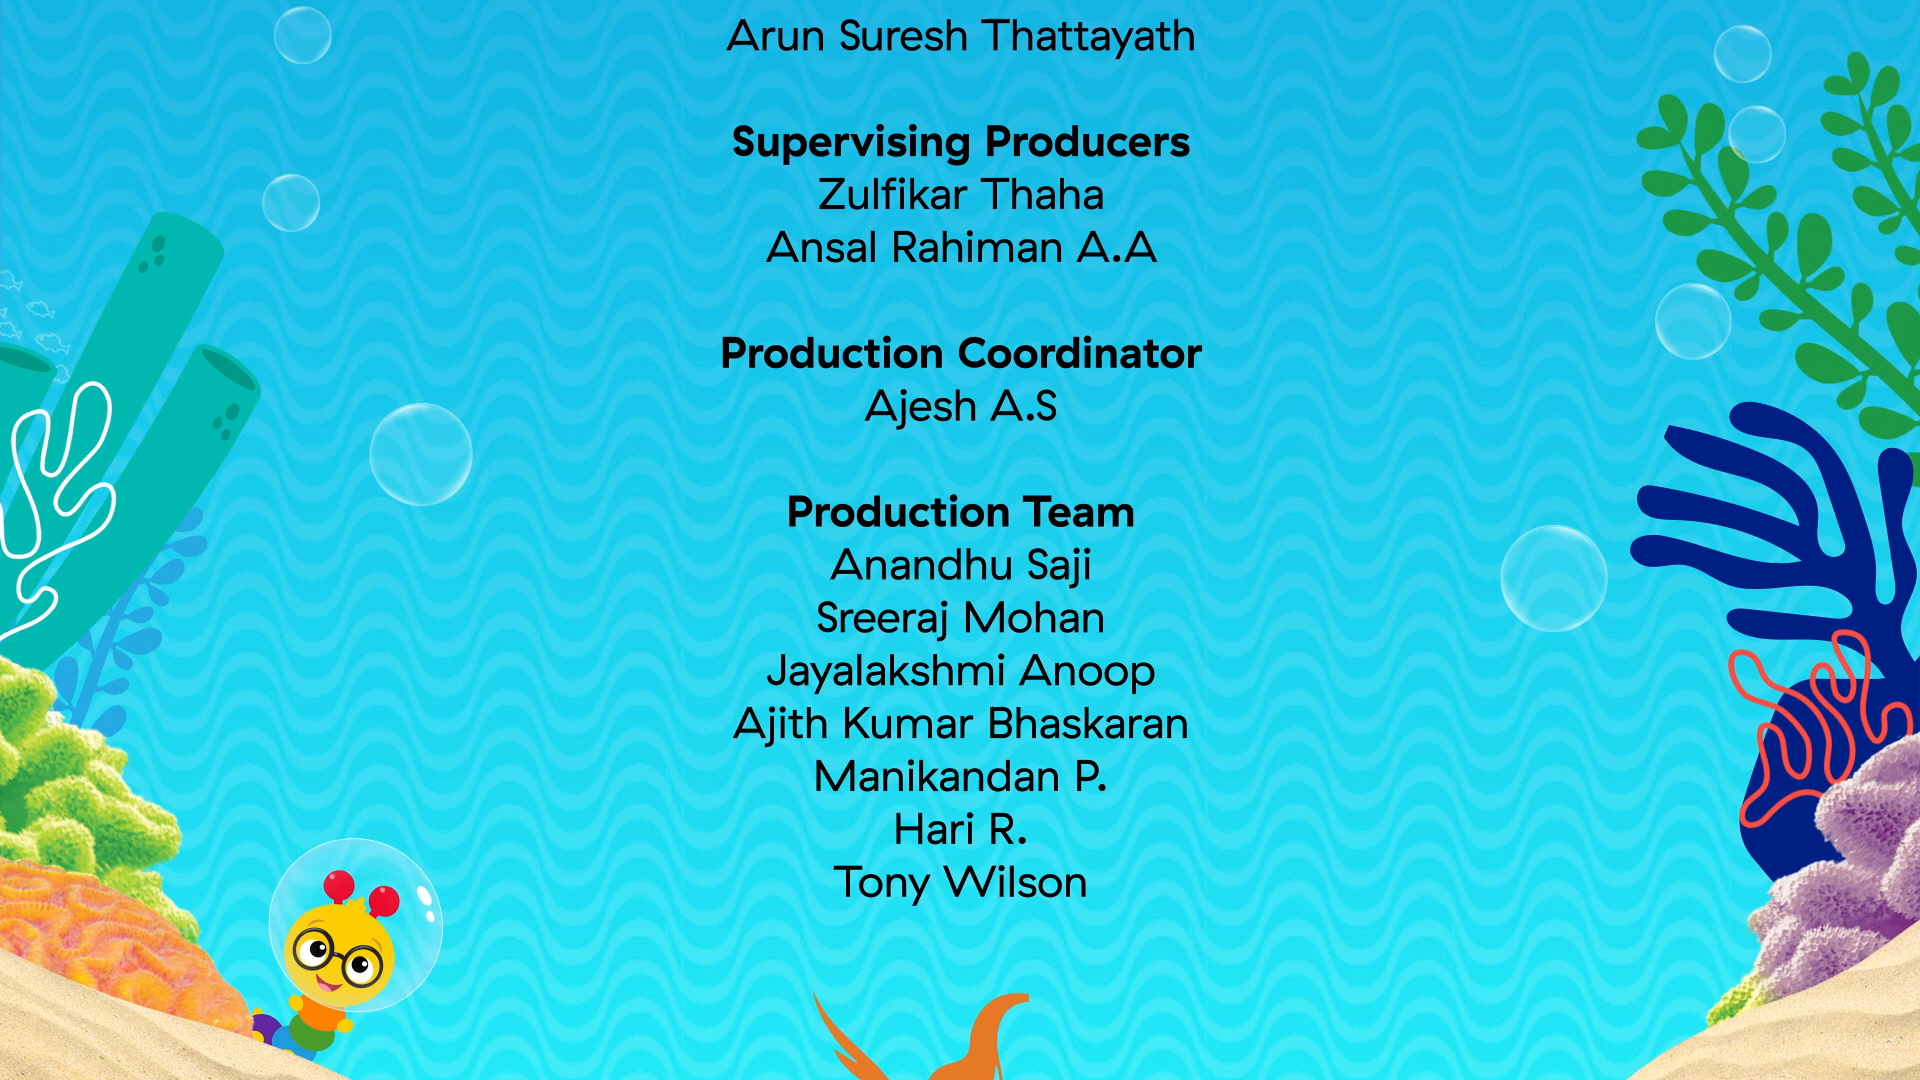 Arun Suresh Thattayath
Supervising Producers
Zulfikar Thaha
Ansal Rahiman A.A
Production Coordinator
Ajesh A.S
Production Team
Anandhu Saji
Sreeraj Mohan
Jayalakshmi Anoop
Ajith Kumar Bhaskaran
Manikandan P.
Hari R.
Tony Wilson